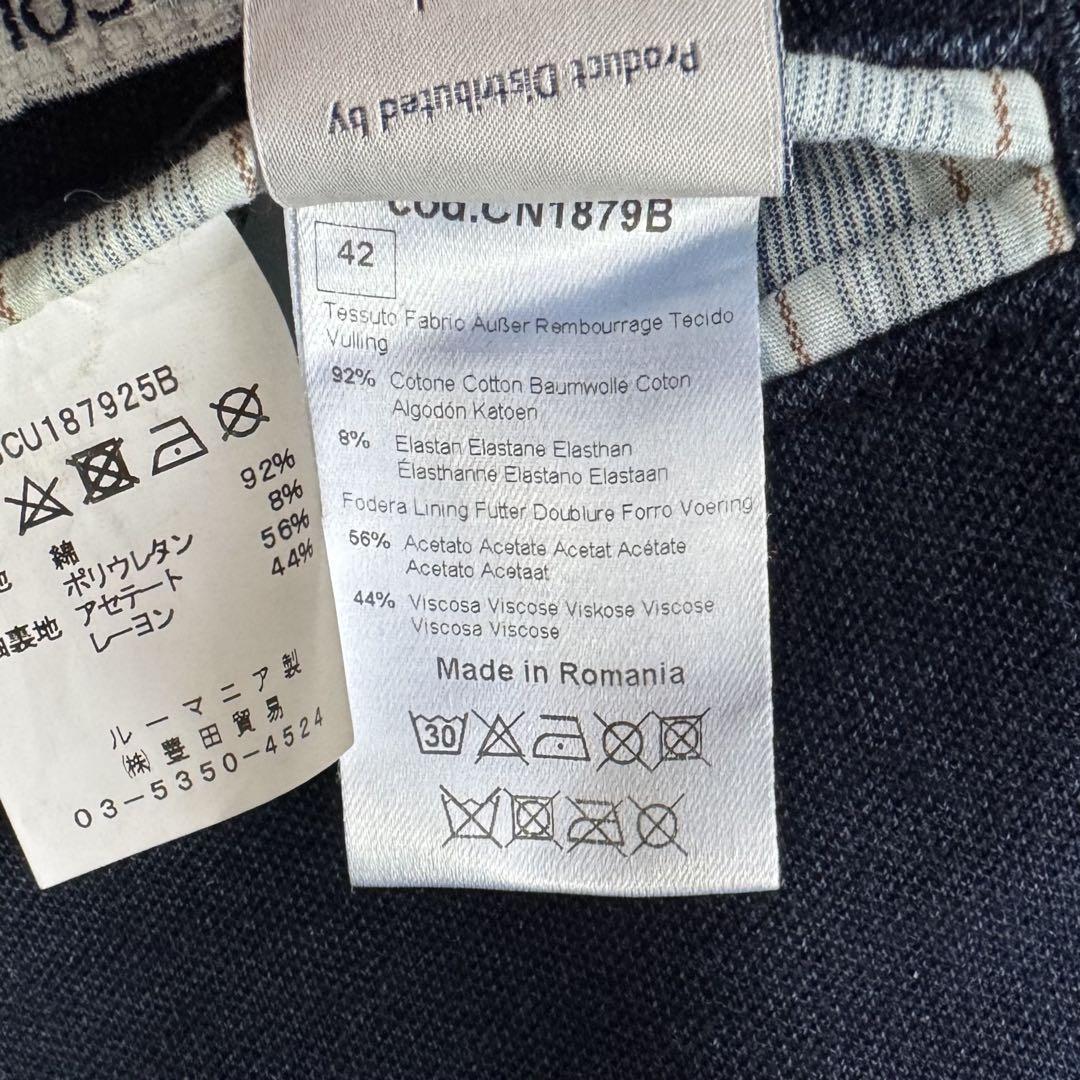 Product Distributed by
cod.CN1879B
42
Tessuto Fabric Außer Rembourrage Tecido
Vulling
92% Cotone Cotton Baumwolle Coton
Algodón Katoen
8% Elastan Elastane Elasthan
Élasthanne Elastano Elastaan
Fodera Lining Futter Doublure Forro Voering
56% Acetato Acetate Acetat Acétate
Acetato Acetaat
44% Viscosa Viscose Viskose Viscose
Viscosa Viscose
Made in Romania
30
CU187925B
綿 92%
ポリウレタン 8%
アセテート 56%
裏地 レーヨン 44%
ルーマニア製
㈱豊田貿易
03-5350-4524